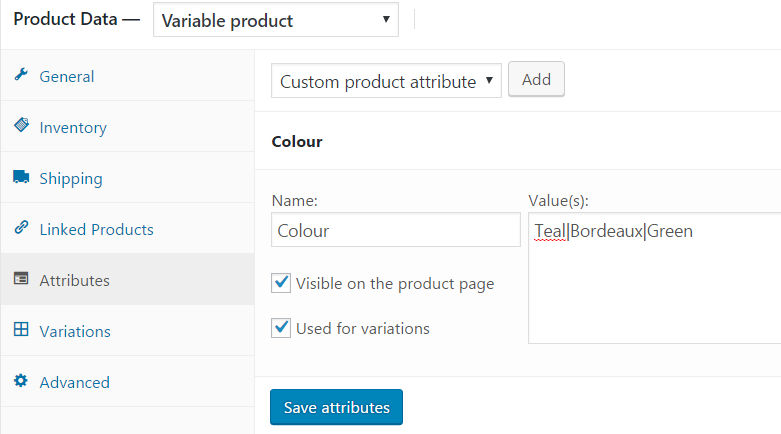 Product Data — Variable product
General
Inventory
Shipping
Linked Products
Attributes
Variations
Advanced
Custom product attribute Add
Colour
Name: Value(s):
Colour Teal|Bordeaux|Green
Visible on the product page
Used for variations
Save attributes